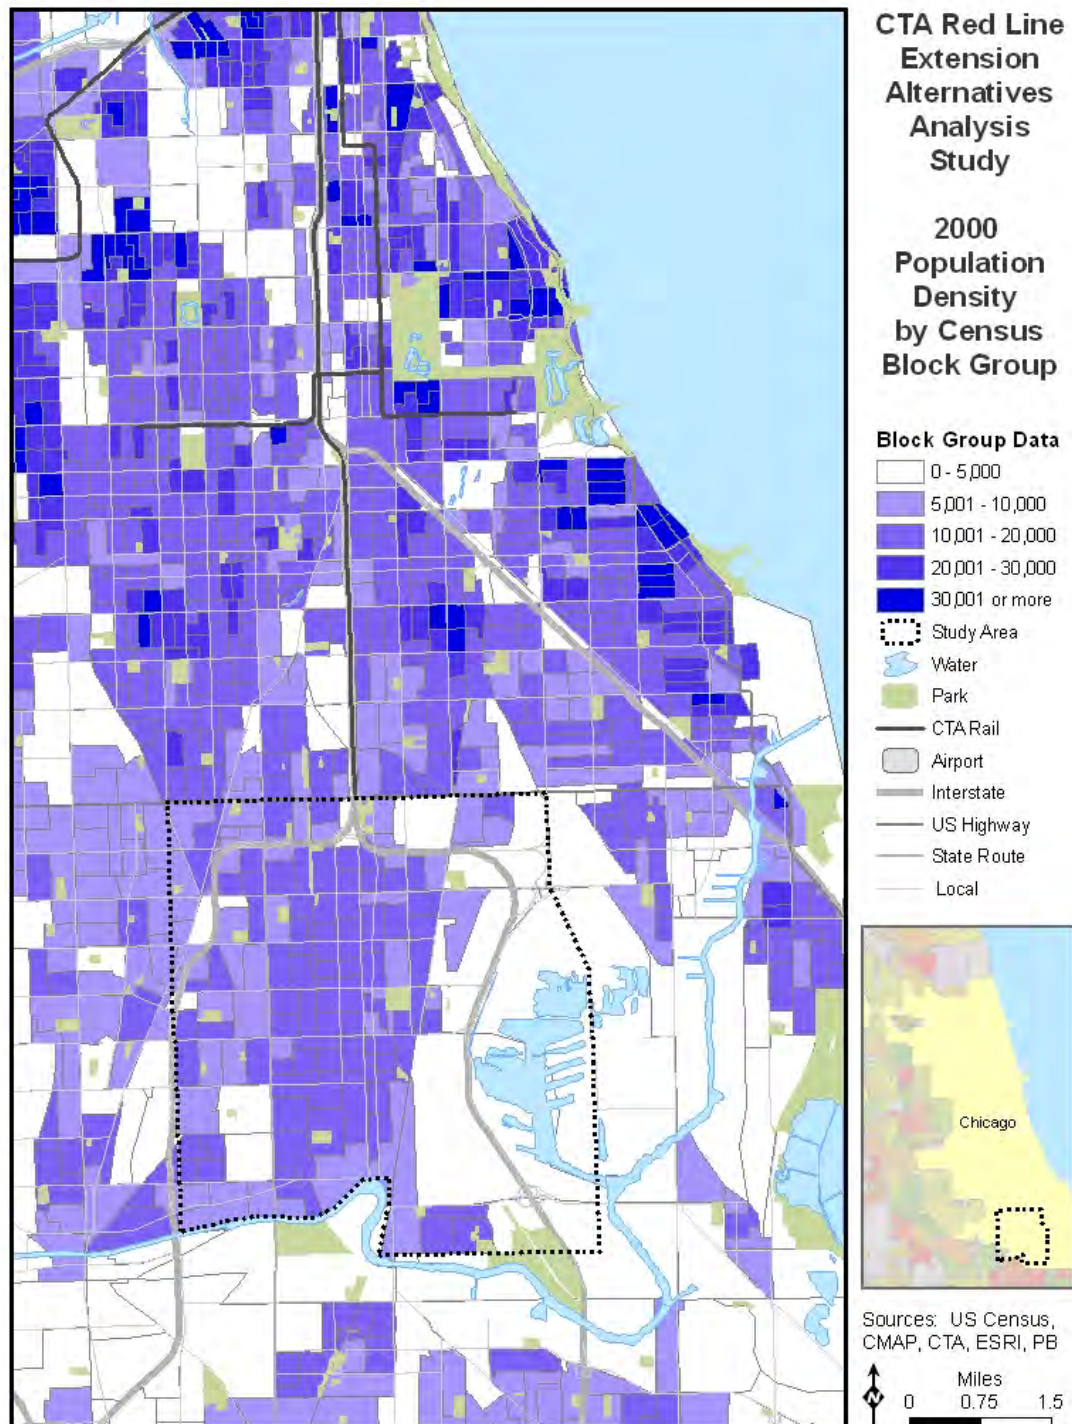 CTA Red Line
Extension
Alternatives
Analysis
Study
2000
Population
Density
by Census
Block Group
Block Group Data
0 - 5,000
5,001 - 10,000
10,001 - 20,000
20,001 - 30,000
30,001 or more
Study Area
Water
Park
CTA Rail
Airport
Interstate
US Highway
State Route
Local
Chicago
Sources: US Census,
CMAP, CTA, ESRI, PB
Miles
0 0.75 1.5